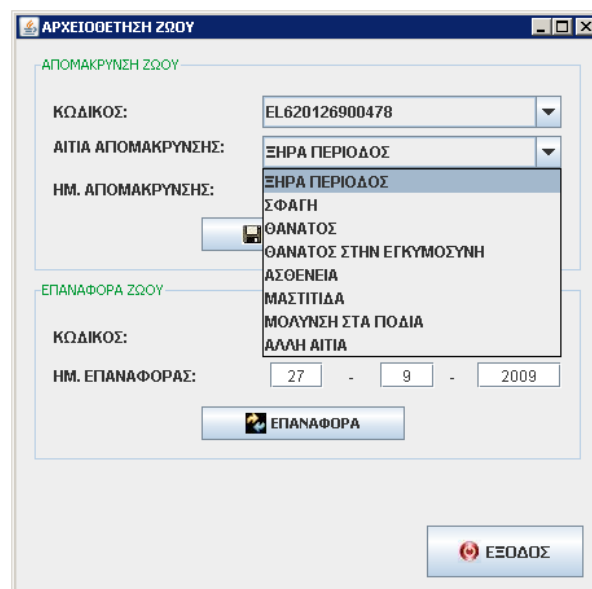 ΑΡΧΕΙΟΘΕΤΗΣΗ ΖΩΟΥ
ΑΠΟΜΑΚΡΥΝΣΗ ΖΩΟΥ
ΚΩΔΙΚΟΣ: EL620126900478
ΑΙΤΙΑ ΑΠΟΜΑΚΡΥΝΣΗΣ: ΞΗΡΑ ΠΕΡΙΟΔΟΣ
ΗΜ. ΑΠΟΜΑΚΡΥΝΣΗΣ:
ΞΗΡΑ ΠΕΡΙΟΔΟΣ
ΣΦΑΓΗ
ΘΑΝΑΤΟΣ
ΘΑΝΑΤΟΣ ΣΤΗΝ ΕΓΚΥΜΟΣΥΝΗ
ΑΣΘΕΝΕΙΑ
ΜΑΣΤΙΤΙΔΑ
ΜΟΛΥΝΣΗ ΣΤΑ ΠΟΔΙΑ
ΑΛΛΗ ΑΙΤΙΑ
ΕΠΑΝΑΦΟΡΑ ΖΩΟΥ
ΚΩΔΙΚΟΣ:
ΗΜ. ΕΠΑΝΑΦΟΡΑΣ: 27 - 9 - 2009
ΕΠΑΝΑΦΟΡΑ
ΕΞΟΔΟΣ